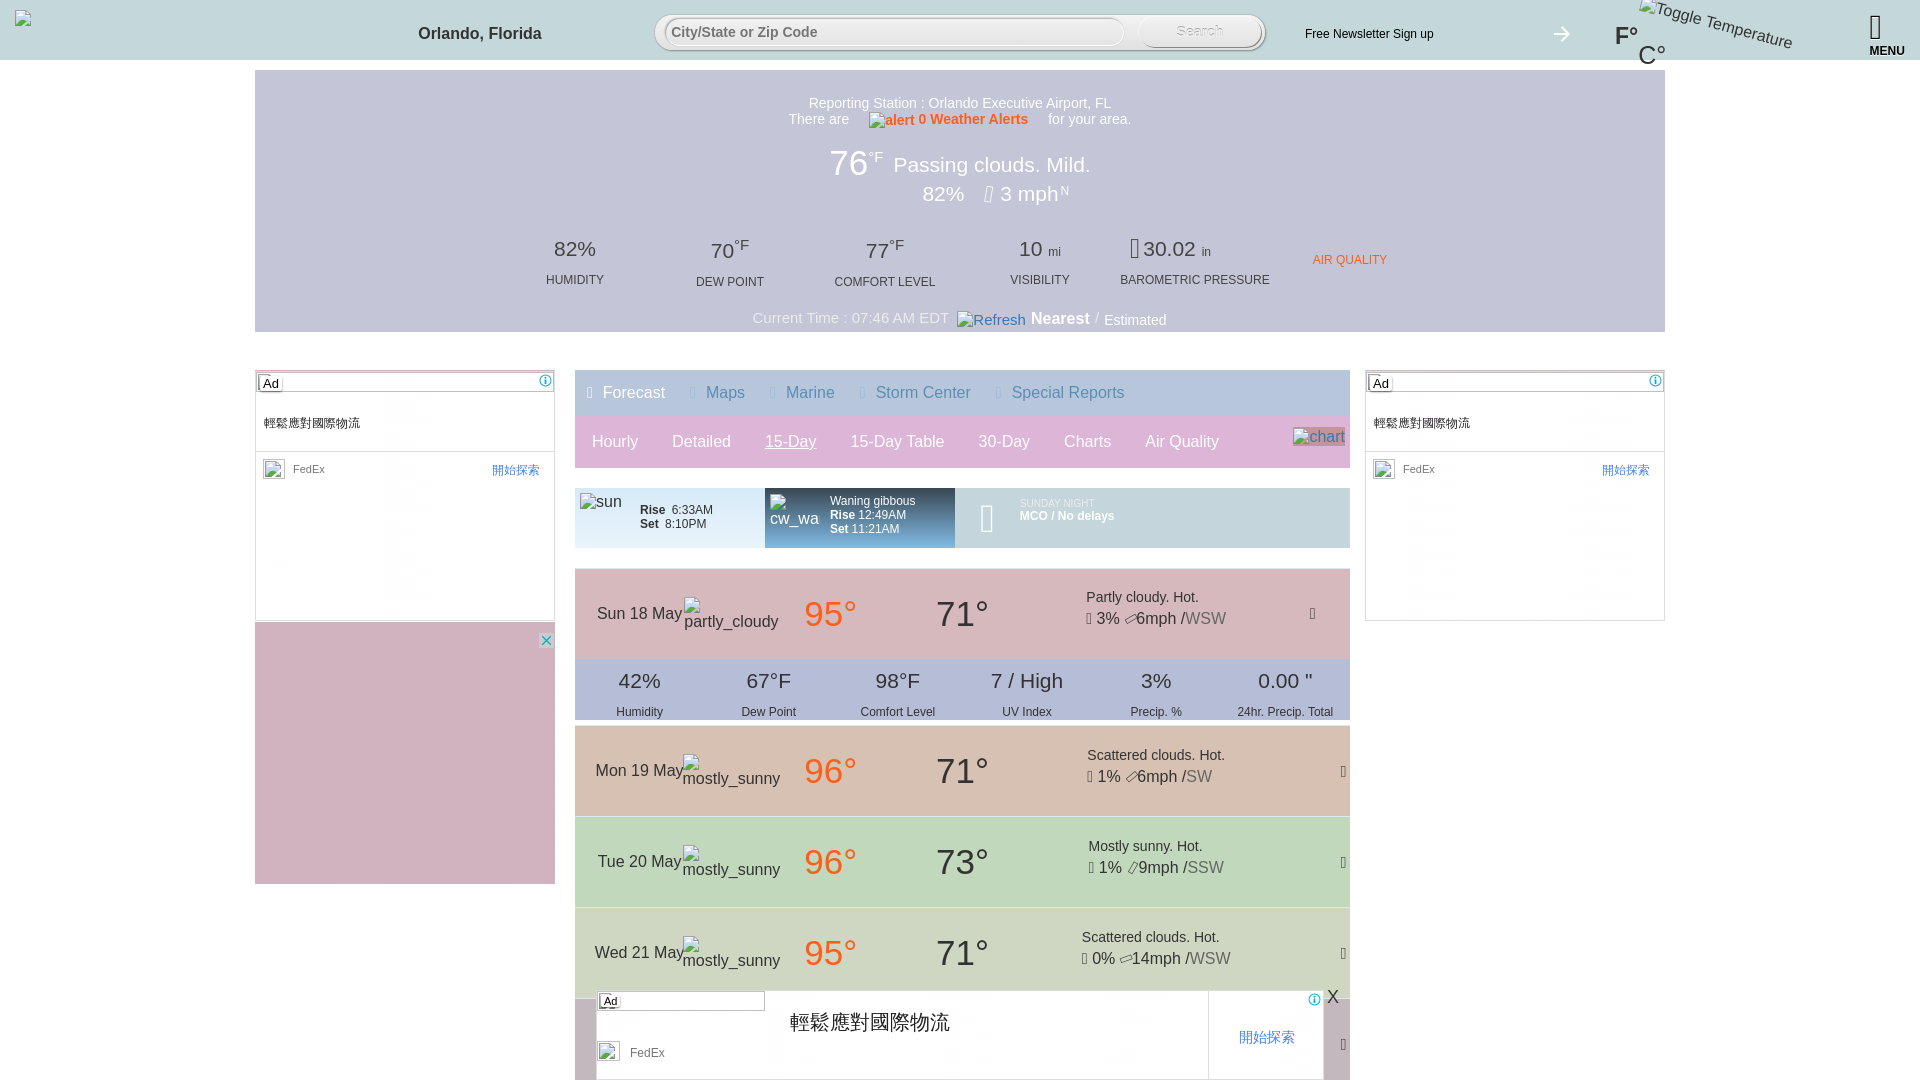 Orlando, Florida
City/State or Zip Code
Search
Free Newsletter Sign up
F°
C°
Toggle Temperature
MENU
Reporting Station : Orlando Executive Airport, FL
There are alert 0 Weather Alerts for your area.
76°F Passing clouds. Mild.
82% 3 mph N
82%
HUMIDITY
70°F
DEW POINT
77°F
COMFORT LEVEL
10 mi
VISIBILITY
30.02 in
BAROMETRIC PRESSURE
AIR QUALITY
Current Time : 07:46 AM EDT Refresh Nearest / Estimated
Ad
輕鬆應對國際物流
FedEx
開始探索
Forecast Maps Marine Storm Center Special Reports
Hourly Detailed 15-Day 15-Day Table 30-Day Charts Air Quality chart
sun
Rise 6:33AM
Set 8:10PM
cw_wa
Waning gibbous
Rise 12:49AM
Set 11:21AM
SUNDAY NIGHT
MCO / No delays
Sun 18 May partly_cloudy 95° 71°
Partly cloudy. Hot.
3% 6mph /WSW
42%
Humidity
67°F
Dew Point
98°F
Comfort Level
7 / High
UV Index
3%
Precip. %
0.00 "
24hr. Precip. Total
Mon 19 May mostly_sunny 96° 71°
Scattered clouds. Hot.
1% 6mph /SW
Tue 20 May mostly_sunny 96° 73°
Mostly sunny. Hot.
1% 9mph /SSW
Wed 21 May mostly_sunny 95° 71°
Scattered clouds. Hot.
0% 14mph /WSW
Ad
輕鬆應對國際物流
FedEx
開始探索
Ad
輕鬆應對國際物流
FedEx
開始探索
X